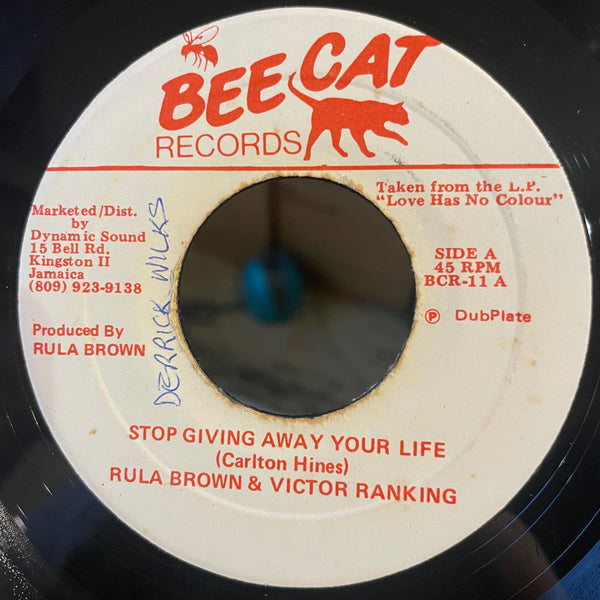 BEE CAT
RECORDS
Taken from the L.P.
"Love Has No Colour"
Marketed/Dist.
by
Dynamic Sound
15 Bell Rd.
Kingston II
Jamaica
(809) 923-9138
DERRICK WILKS
SIDE A
45 RPM
BCR-11 A
Ⓟ DubPlate
Produced By
RULA BROWN
STOP GIVING AWAY YOUR LIFE
(Carlton Hines)
RULA BROWN & VICTOR RANKING